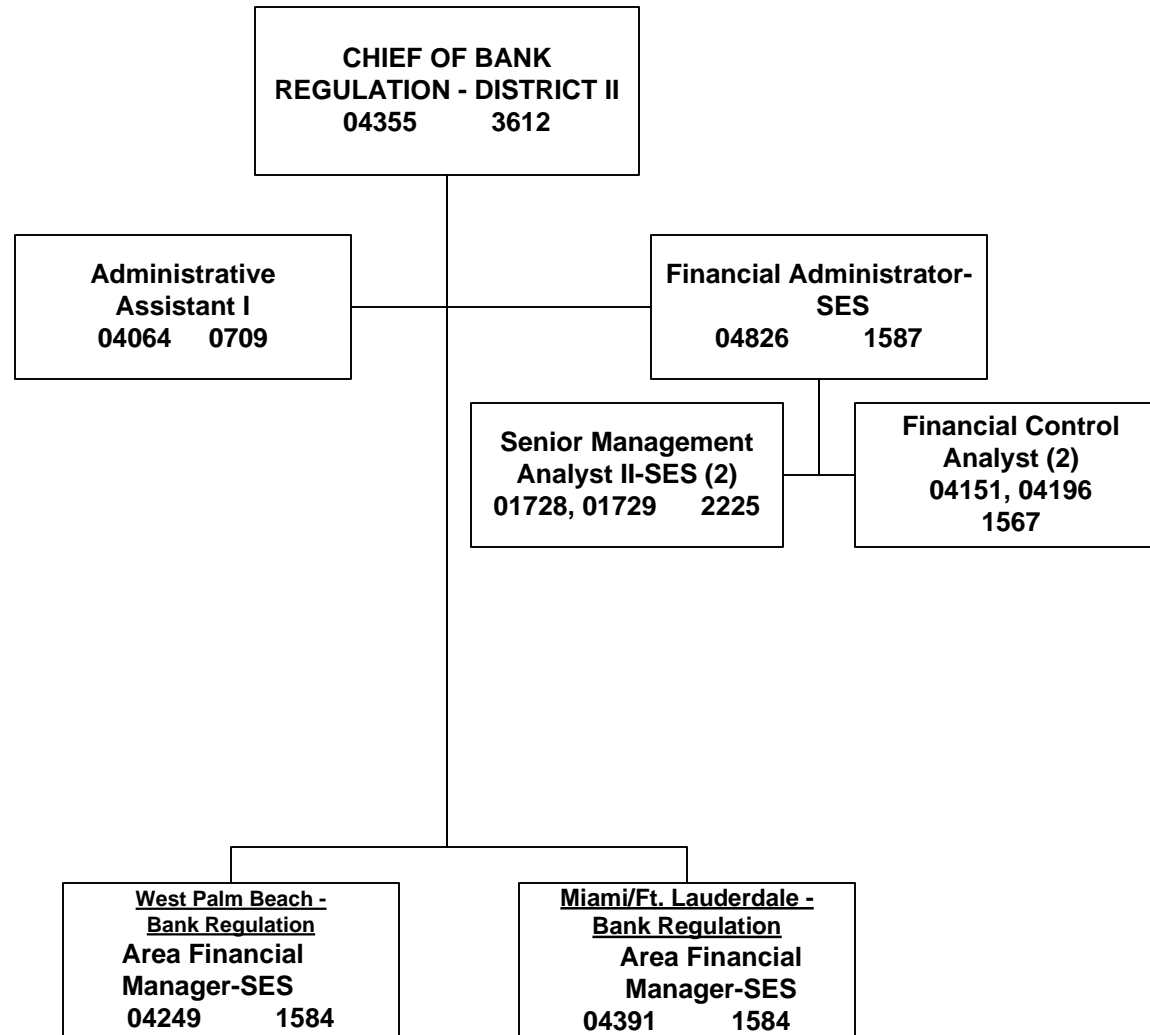 CHIEF OF BANK
REGULATION - DISTRICT II
04355 3612
Administrative
Assistant I
04064 0709
Financial Administrator-
SES
04826 1587
Senior Management
Analyst II-SES (2)
01728, 01729 2225
Financial Control
Analyst (2)
04151, 04196
1567
West Palm Beach -
Bank Regulation
Area Financial
Manager-SES
04249 1584
Miami/Ft. Lauderdale -
Bank Regulation
Area Financial
Manager-SES
04391 1584